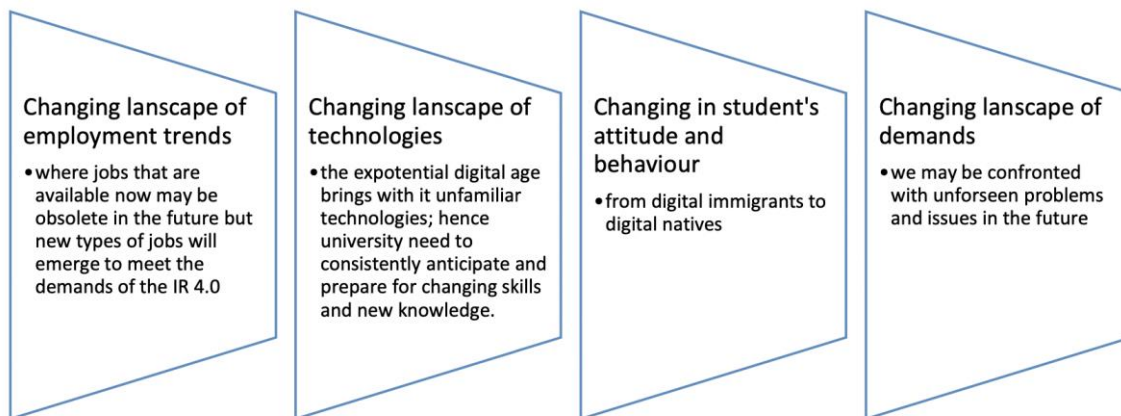 Changing lanscape of
employment trends
•where jobs that are
available now may be
obsolete in the future but
new types of jobs will
emerge to meet the
demands of the IR 4.0
Changing lanscape of
technologies
•the expotential digital age
brings with it unfamiliar
technologies; hence
university need to
consistently anticipate and
prepare for changing skills
and new knowledge.
Changing in student's
attitude and
behaviour
•from digital immigrants to
digital natives
Changing lanscape of
demands
•we may be confronted
with unforseen problems
and issues in the future